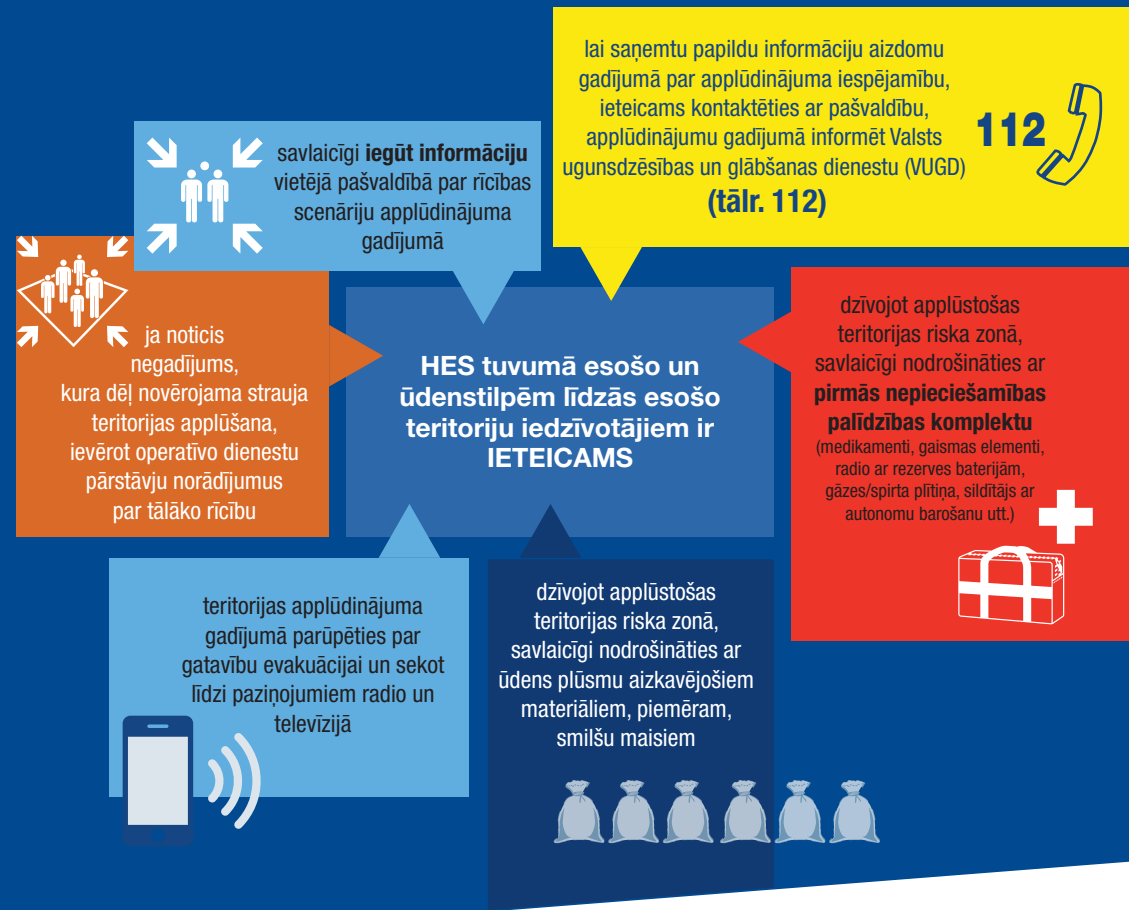 lai saņemtu papildu informāciju aizdomu
gadījumā par applūdinājuma iespējamību,
ieteicams kontaktēties ar pašvaldību,
applūdinājumu gadījumā informēt Valsts
ugunsdzēsības un glābšanas dienestu (VUGD)
(tālr. 112)
112
savlaicīgi iegūt informāciju
vietējā pašvaldībā par rīcības
scenāriju applūdinājuma
gadījumā
ja noticis
negadījums,
kura dēļ novērojama strauja
teritorijas applūšana,
ievērot operatīvo dienestu
pārstāvju norādījumus
par tālāko rīcību
HES tuvumā esošo un
ūdenstilpēm līdzās esošo
teritoriju iedzīvotājiem ir
IETEICAMS
dzīvojot applūstošas
teritorijas riska zonā,
savlaicīgi nodrošināties ar
pirmās nepieciešamības
palīdzības komplektu
(medikamenti, gaismas elementi,
radio ar rezerves baterijām,
gāzes/spirta plītiņa, sildītājs ar
autonomu barošanu utt.)
teritorijas applūdinājuma
gadījumā parūpēties par
gatavību evakuācijai un sekot
līdzi paziņojumiem radio un
televīzijā
dzīvojot applūstošas
teritorijas riska zonā,
savlaicīgi nodrošināties ar
ūdens plūsmu aizkavējošiem
materiāliem, piemēram,
smilšu maisiem